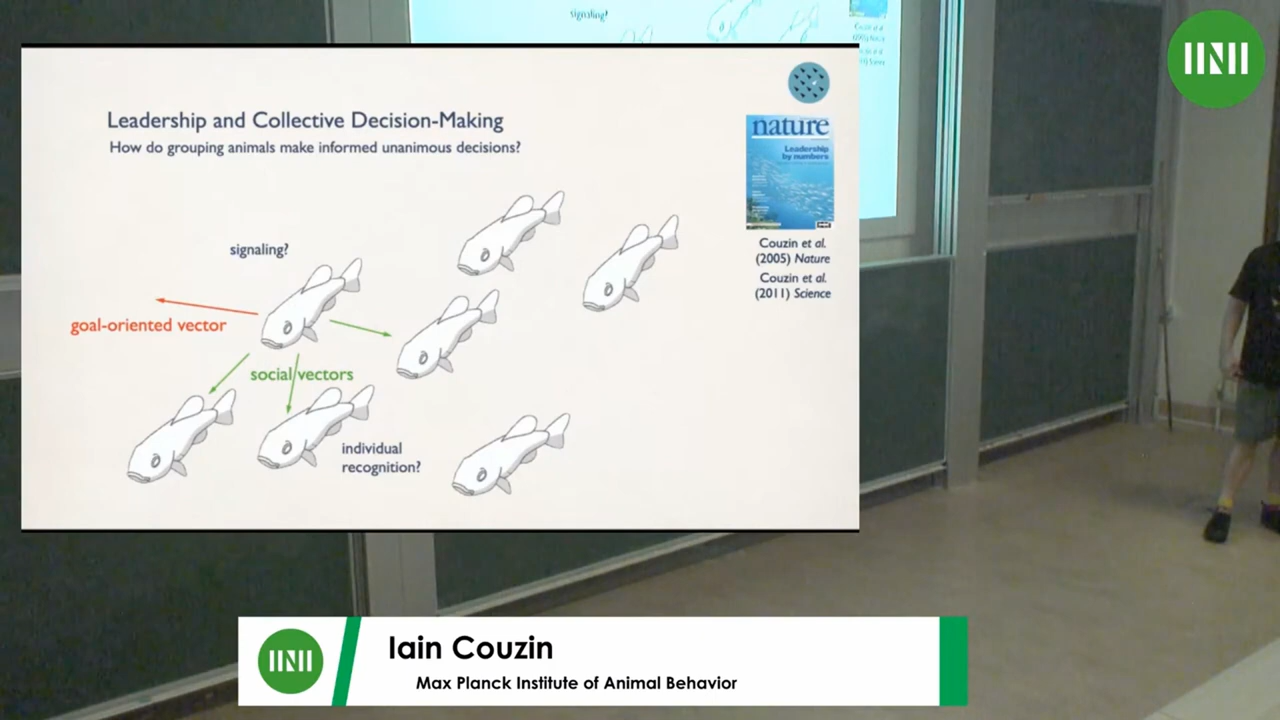 signaling?
Leadership and Collective Decision-Making
How do grouping animals make informed unanimous decisions?
nature
Leadership
by numbers
Couzin et al.
(2005) Nature
Couzin et al.
(2011) Science
signaling?
goal-oriented vector
social vectors
individual
recognition?
Iain Couzin
Max Planck Institute of Animal Behavior